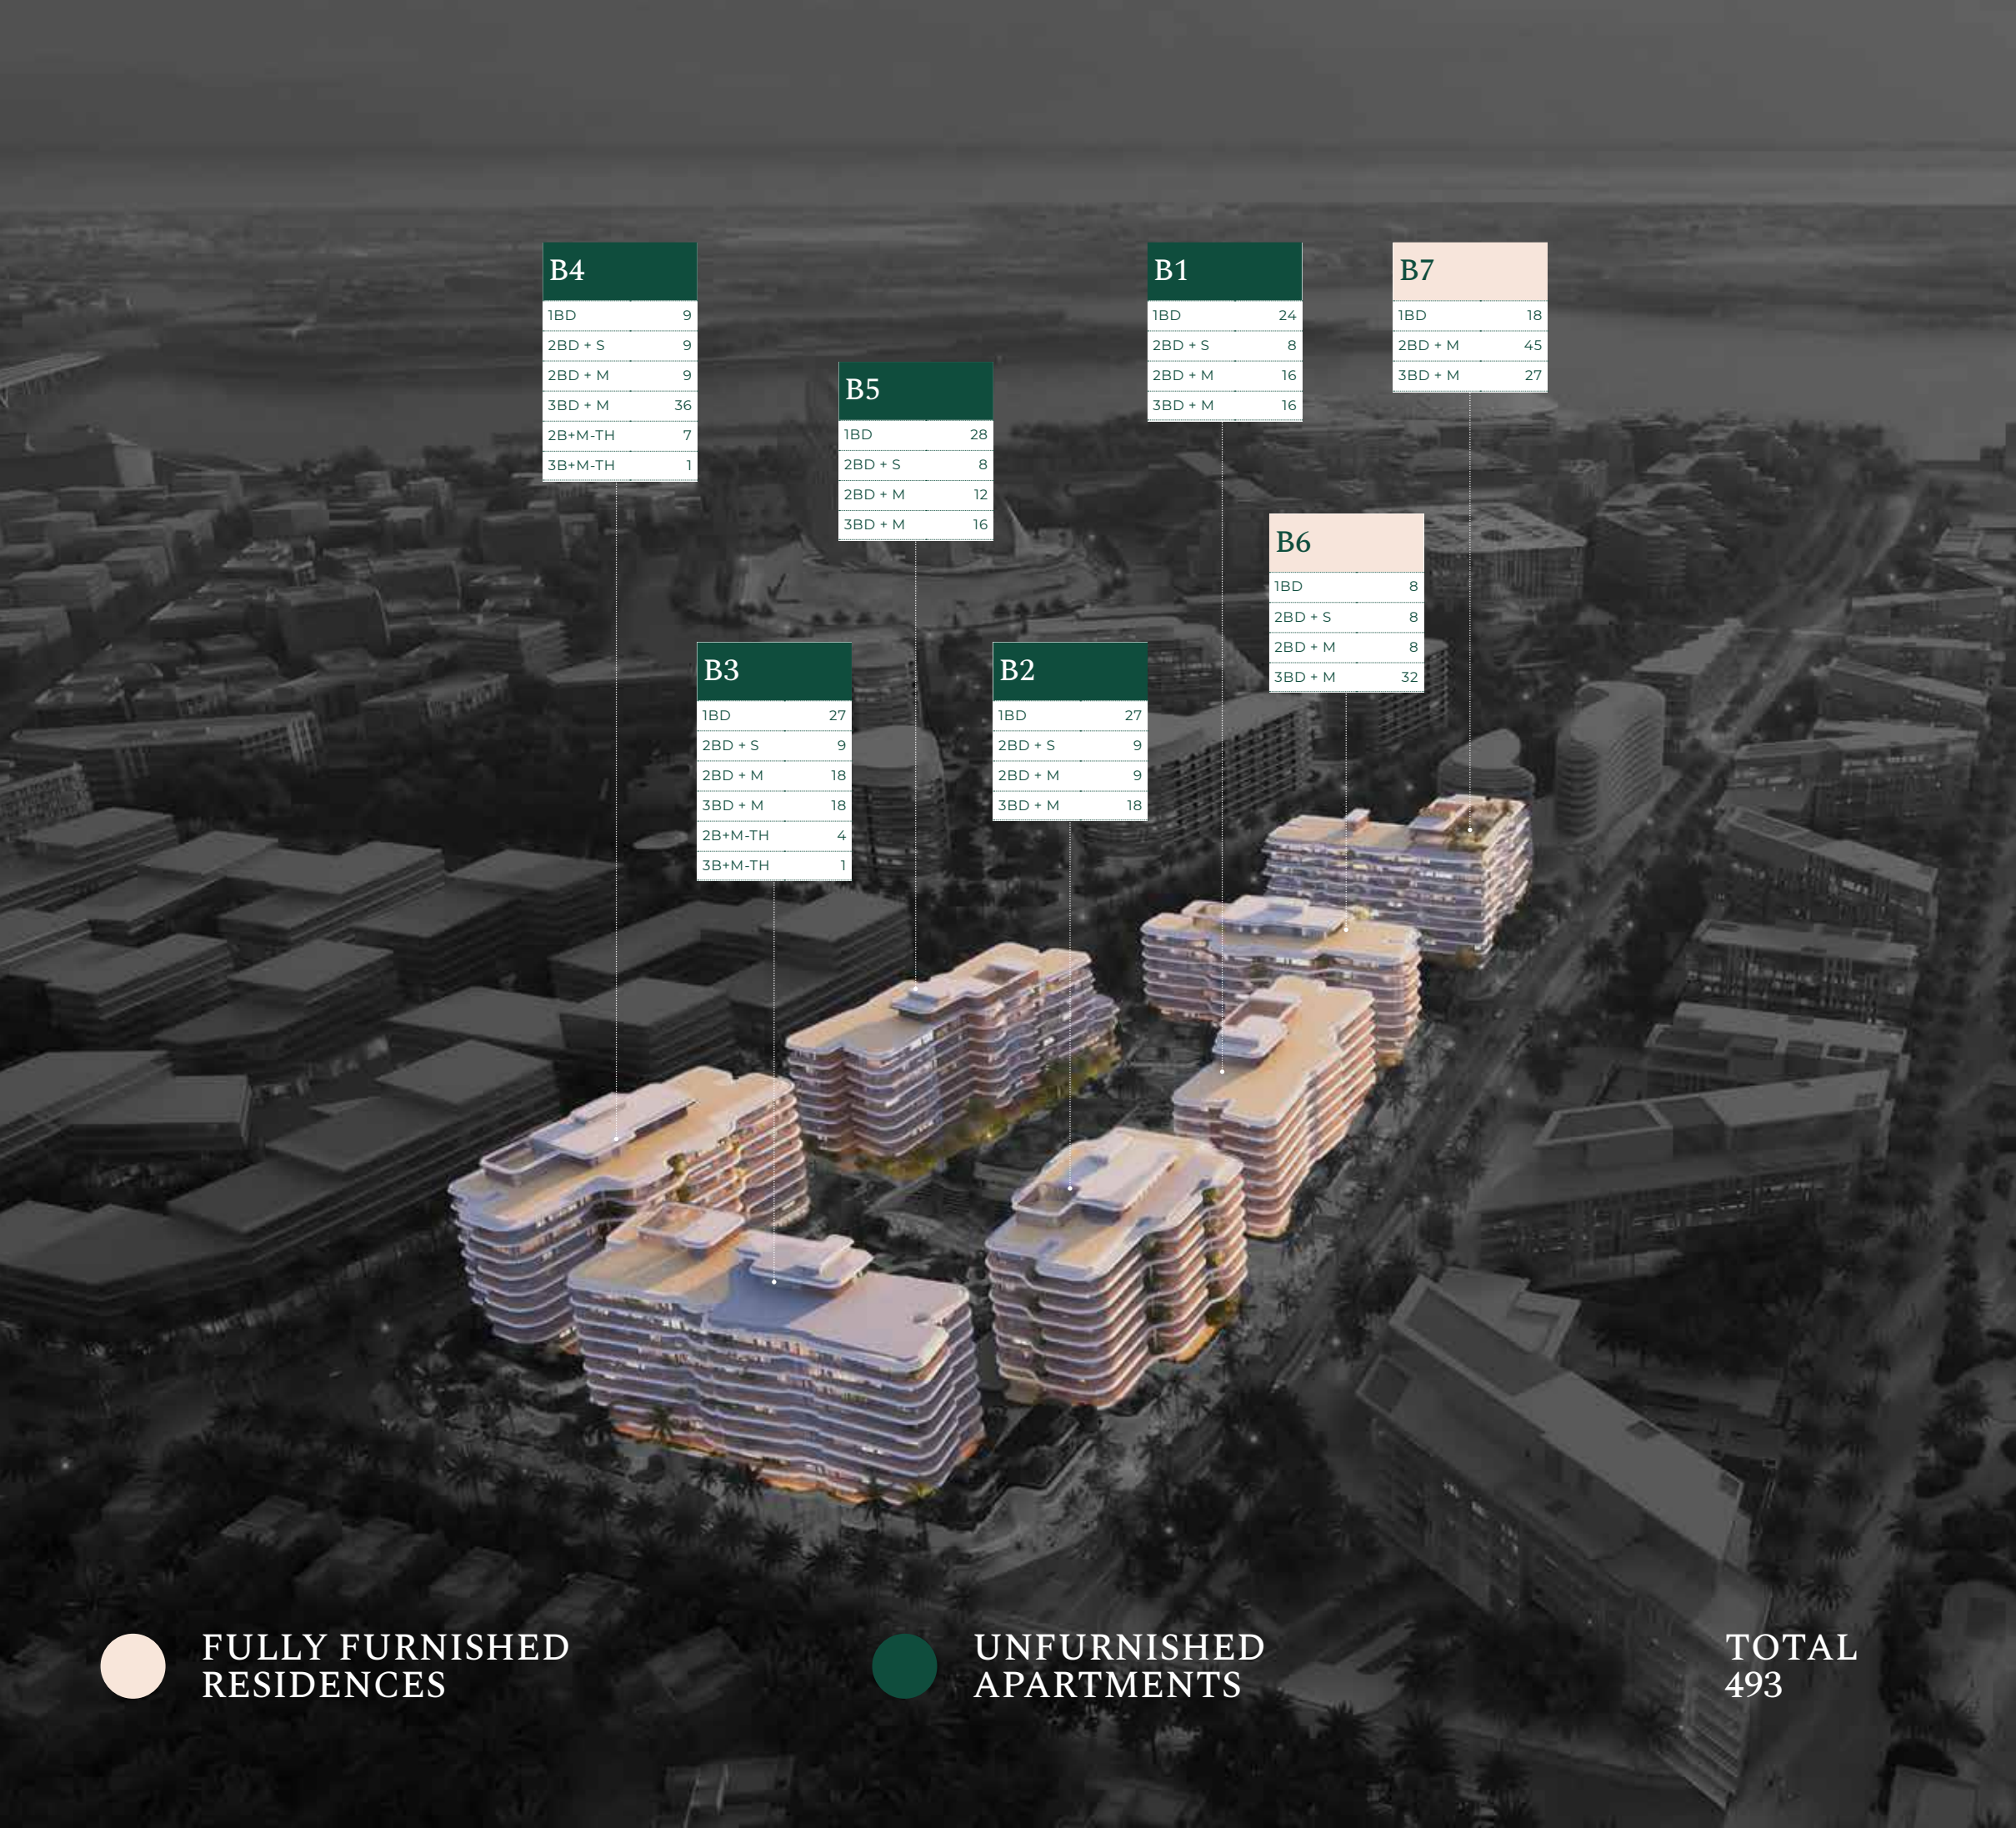 B4
1BD 9
2BD + S 9
2BD + M 9
3BD + M 36
2B+M-TH 7
3B+M-TH 1
B5
1BD 28
2BD + S 8
2BD + M 12
3BD + M 16
B1
1BD 24
2BD + S 8
2BD + M 16
3BD + M 16
B7
1BD 18
2BD + M 45
3BD + M 27
B6
1BD 8
2BD + S 8
2BD + M 8
3BD + M 32
B3
1BD 27
2BD + S 9
2BD + M 18
3BD + M 18
2B+M-TH 4
3B+M-TH 1
B2
1BD 27
2BD + S 9
2BD + M 9
3BD + M 18
FULLY FURNISHED
RESIDENCES
UNFURNISHED
APARTMENTS
TOTAL
493